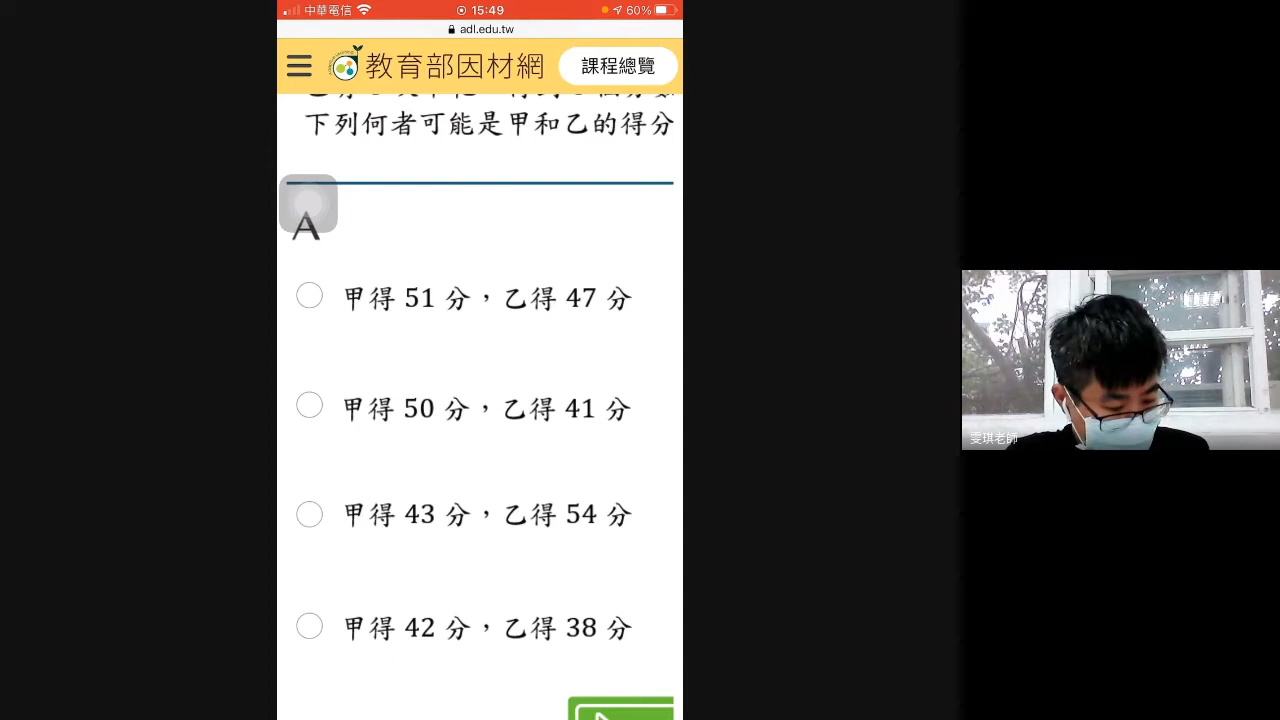 中華電信
15:49
60%
adl.edu.tw
教育部因材網
課程總覽
下列何者可能是甲和乙的得分
A
甲得 51 分，乙得 47 分
甲得 50 分，乙得 41 分
甲得 43 分，乙得 54 分
甲得 42 分，乙得 38 分
雯琪老師